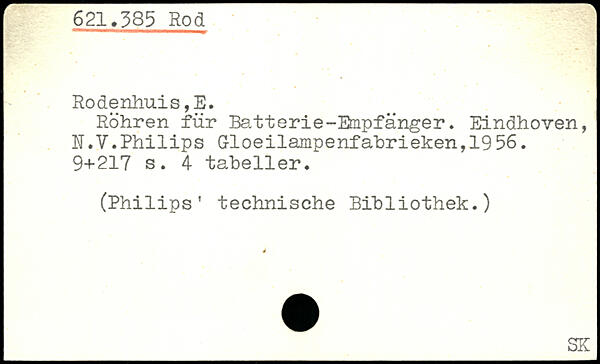 621.385 Rod
Rodenhuis,E.
Röhren für Batterie-Empfänger. Eindhoven,
N.V.Philips Gloeilampenfabrieken,1956.
9+217 s. 4 tabeller.
(Philips' technische Bibliothek.)
SK